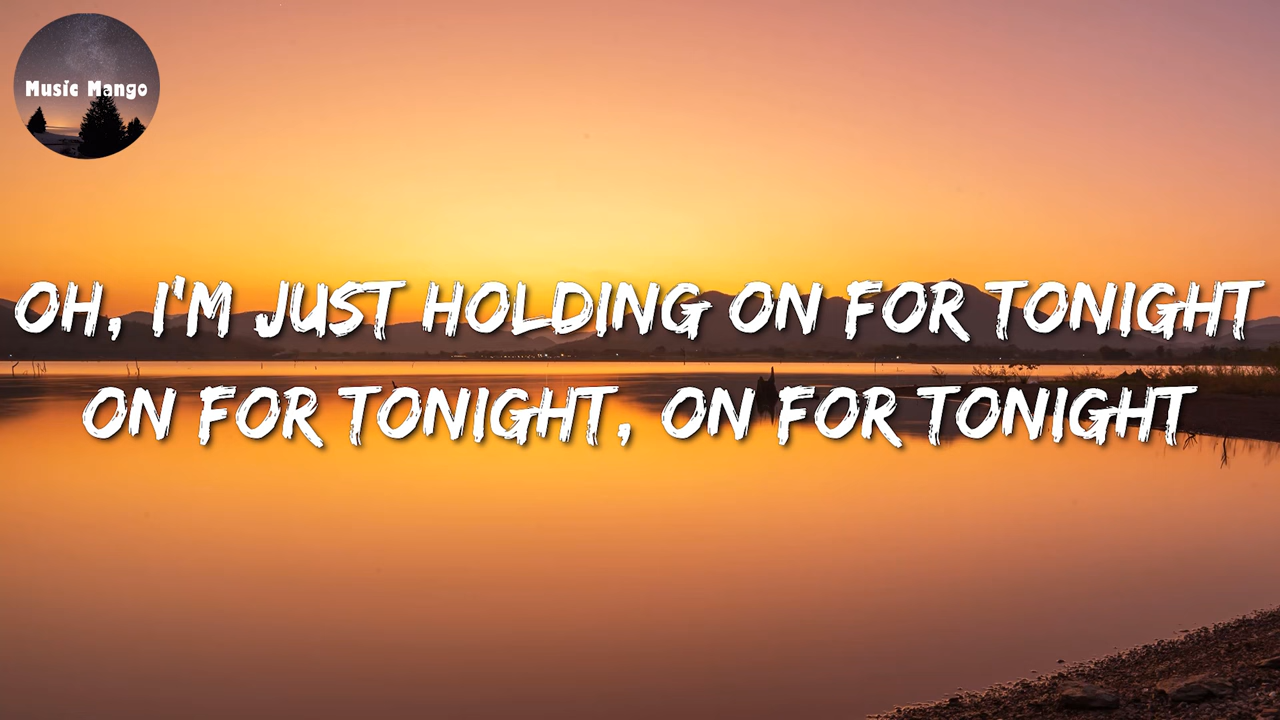 Music Mango
OH, I'M JUST HOLDING ON FOR TONIGHT
ON FOR TONIGHT, ON FOR TONIGHT